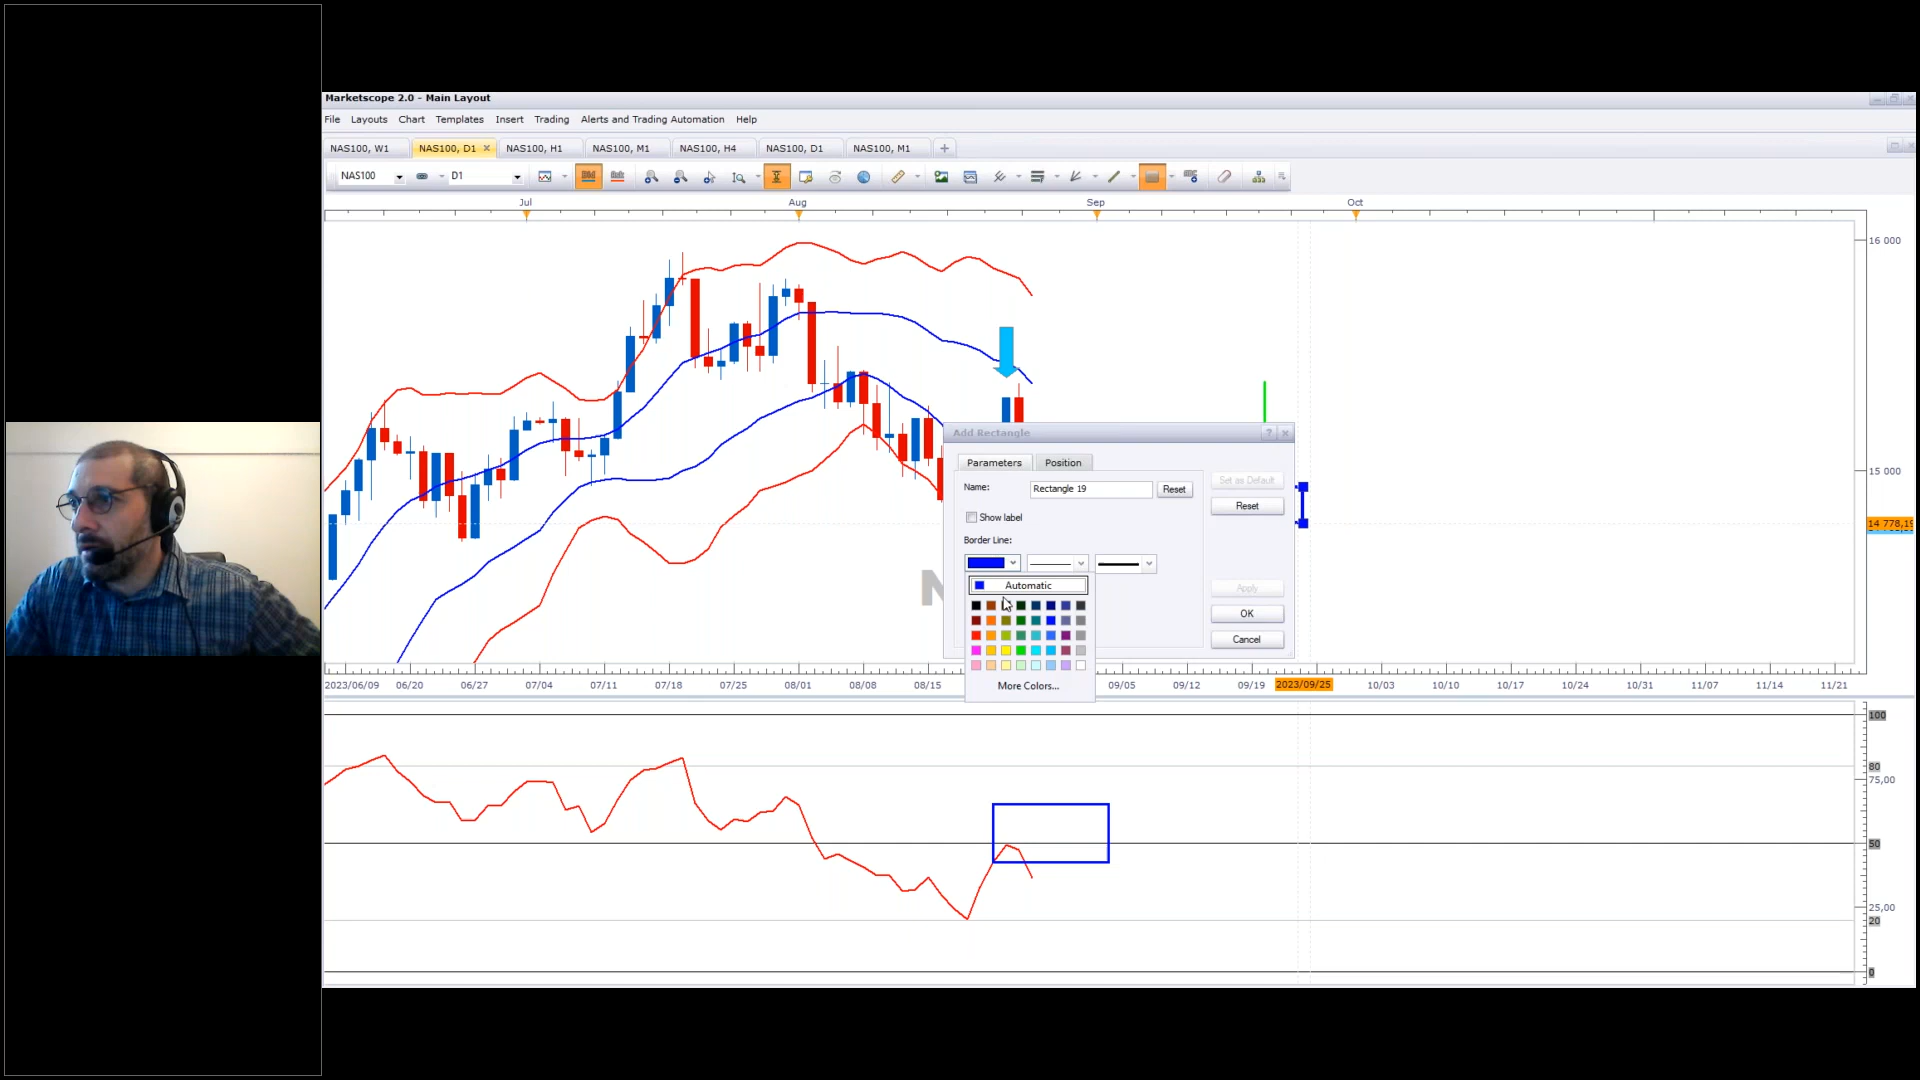 Marketscope 2.0 - Main Layout
File Layouts Chart Templates Insert Trading Alerts and Trading Automation Help
NAS100, W1 NAS100, D1 NAS100, H1 NAS100, M1 NAS100, H4 NAS100, D1 NAS100, M1
NAS100 D1
Jul Aug Sep Oct
16 000
15 000
14 778,19
Add Rectangle
Parameters Position
Name: Rectangle 19 Reset
Set as Default
Reset
Show label
Border Line:
Automatic
Apply
OK
Cancel
More Colors...
N
2023/06/09 06/20 06/27 07/04 07/11 07/18 07/25 08/01 08/08 08/15 09/05 09/12 09/19 2023/09/25 10/03 10/10 10/17 10/24 10/31 11/07 11/14 11/21
100
80
75,00
50
25,00
20
0